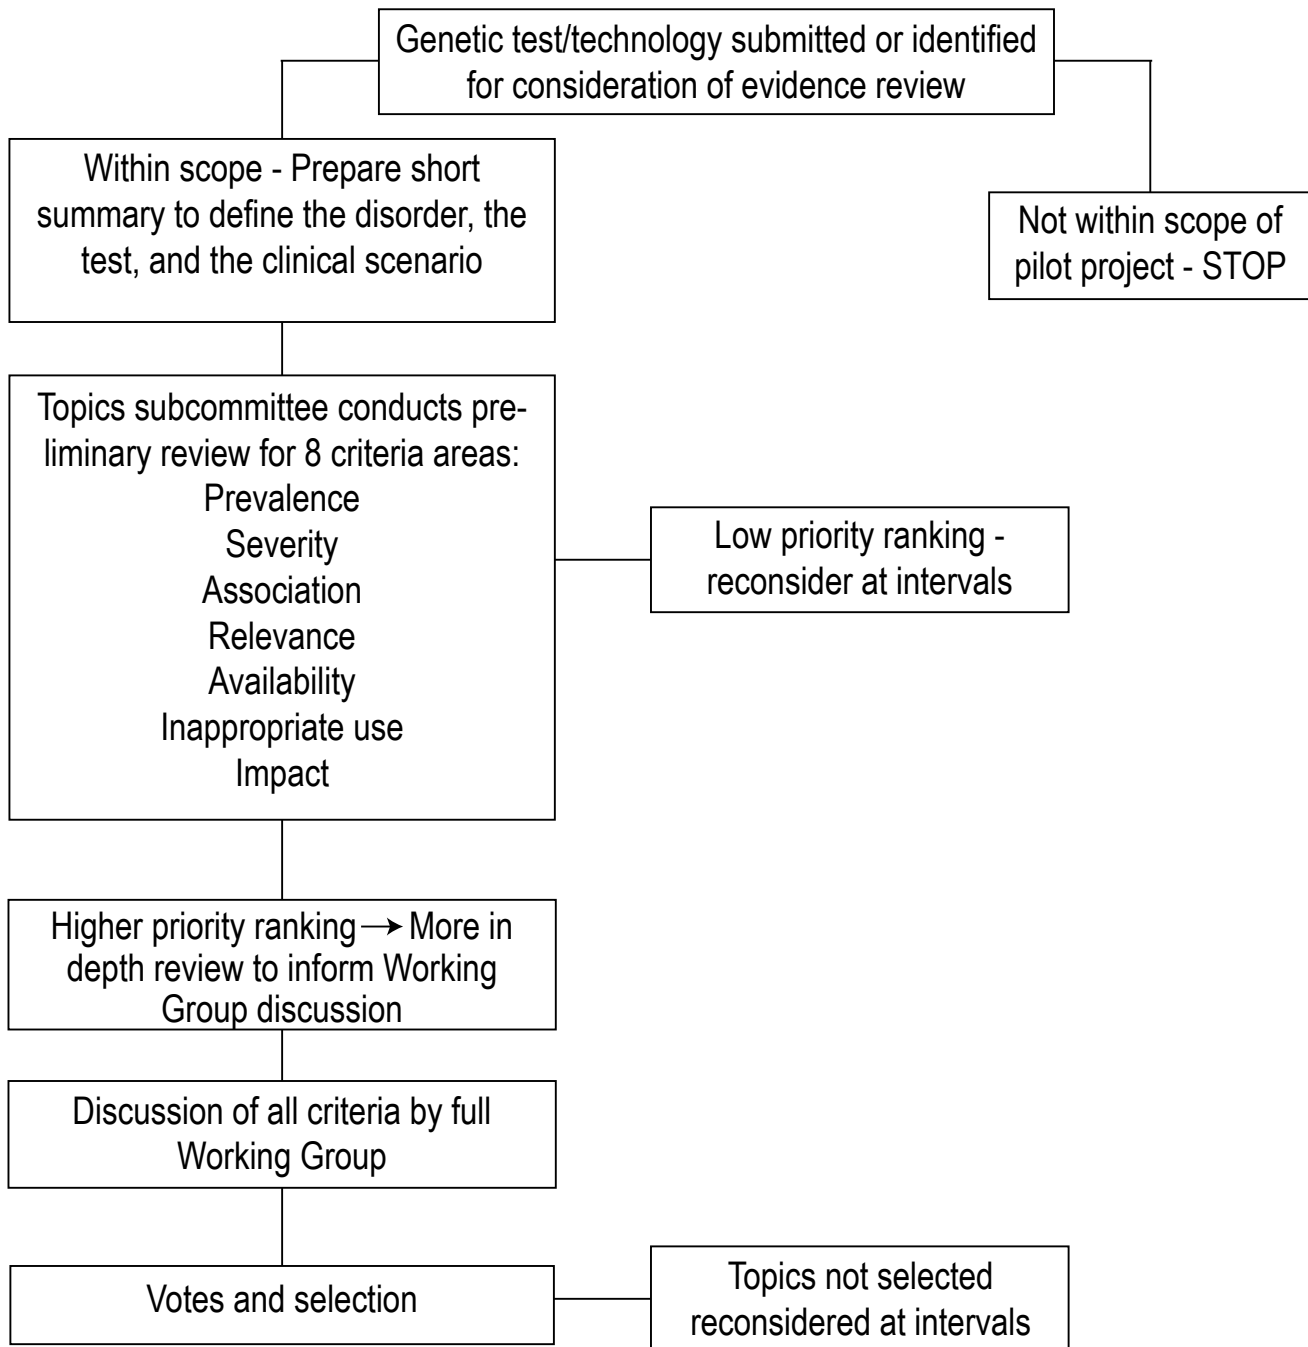 Genetic test/technology submitted or identified
for consideration of evidence review
Within scope - Prepare short
summary to define the disorder, the
test, and the clinical scenario
Not within scope of
pilot project - STOP
Topics subcommittee conducts pre-
liminary review for 8 criteria areas:
Prevalence
Severity
Association
Relevance
Availability
Inappropriate use
Impact
Low priority ranking -
reconsider at intervals
Higher priority ranking → More in
depth review to inform Working
Group discussion
Discussion of all criteria by full
Working Group
Votes and selection
Topics not selected
reconsidered at intervals